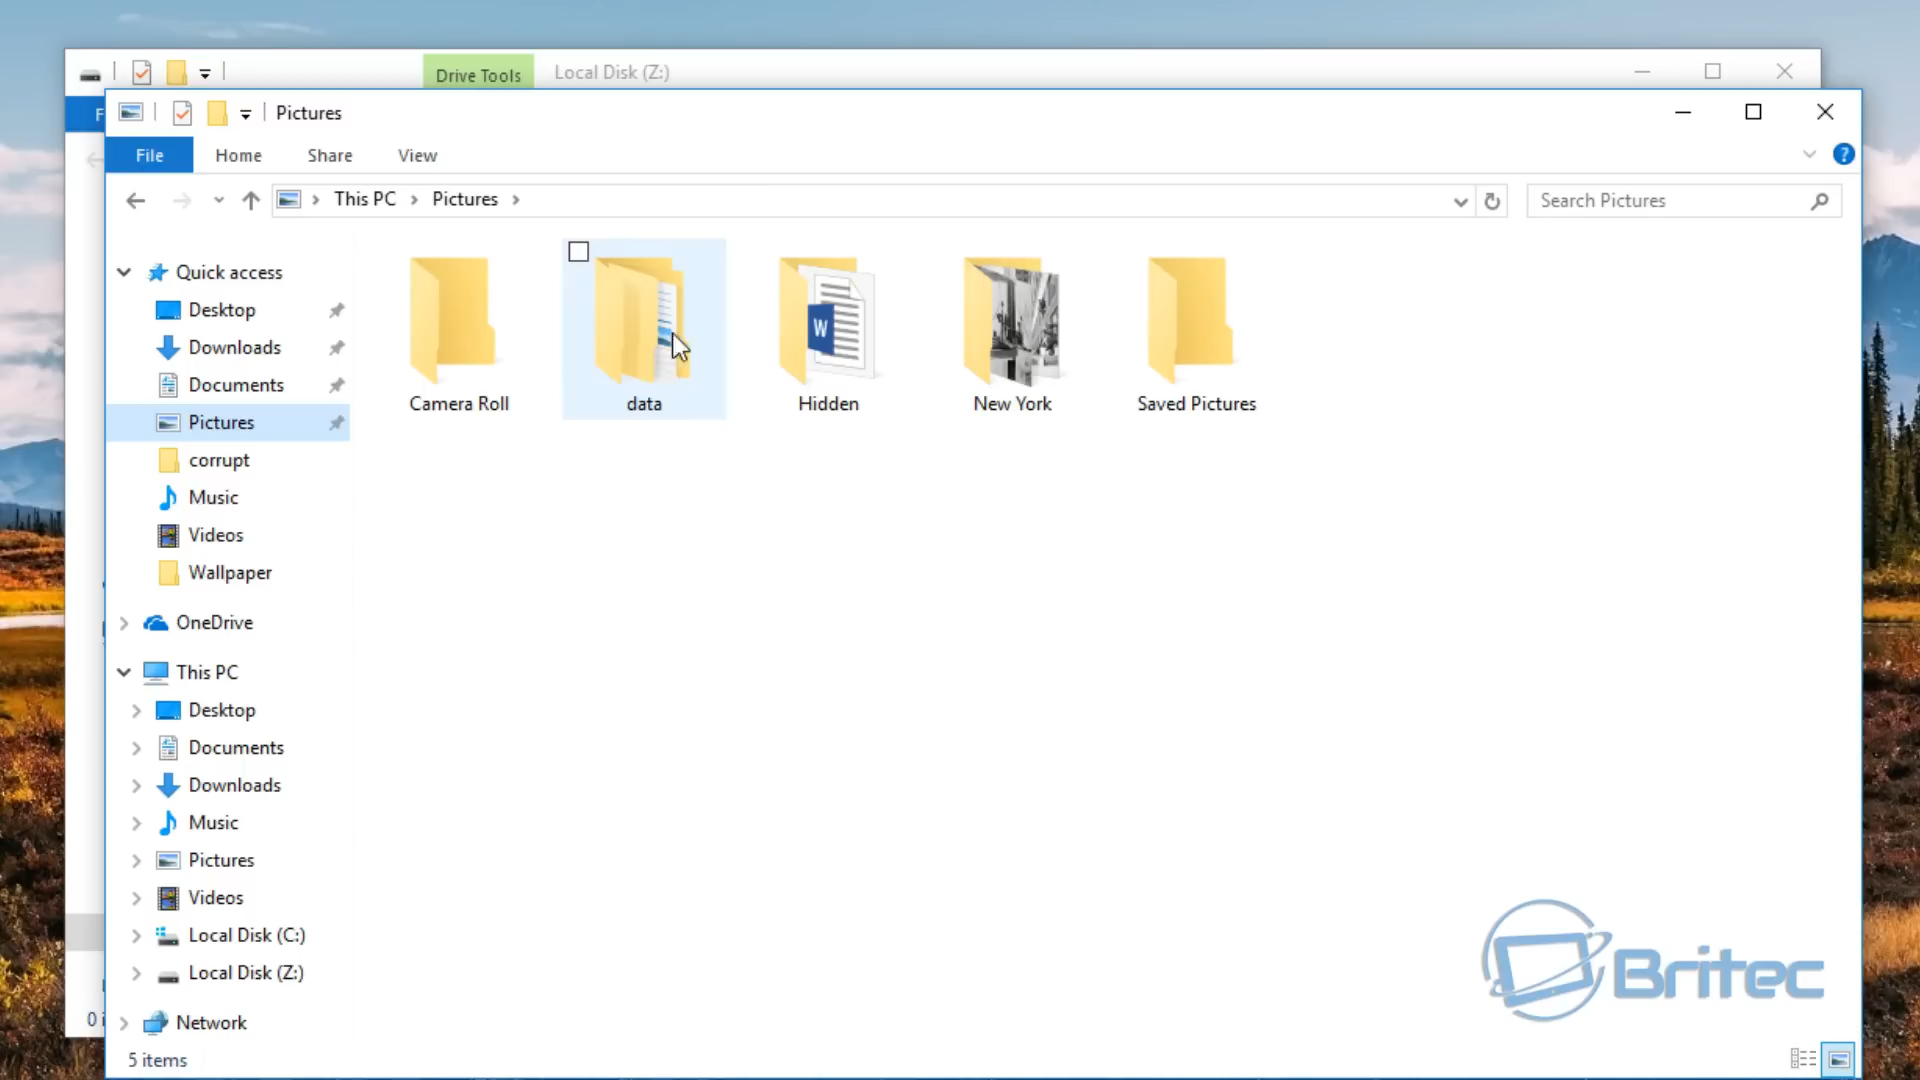 Drive Tools
Local Disk (Z:)
Pictures
File
Home
Share
View
This PC
Pictures
Search Pictures
Quick access
Desktop
Downloads
Documents
Pictures
corrupt
Music
Videos
Wallpaper
OneDrive
This PC
Desktop
Documents
Downloads
Music
Pictures
Videos
Local Disk (C:)
Local Disk (Z:)
Network
Camera Roll
data
W
Hidden
New York
Saved Pictures
5 items
Britec